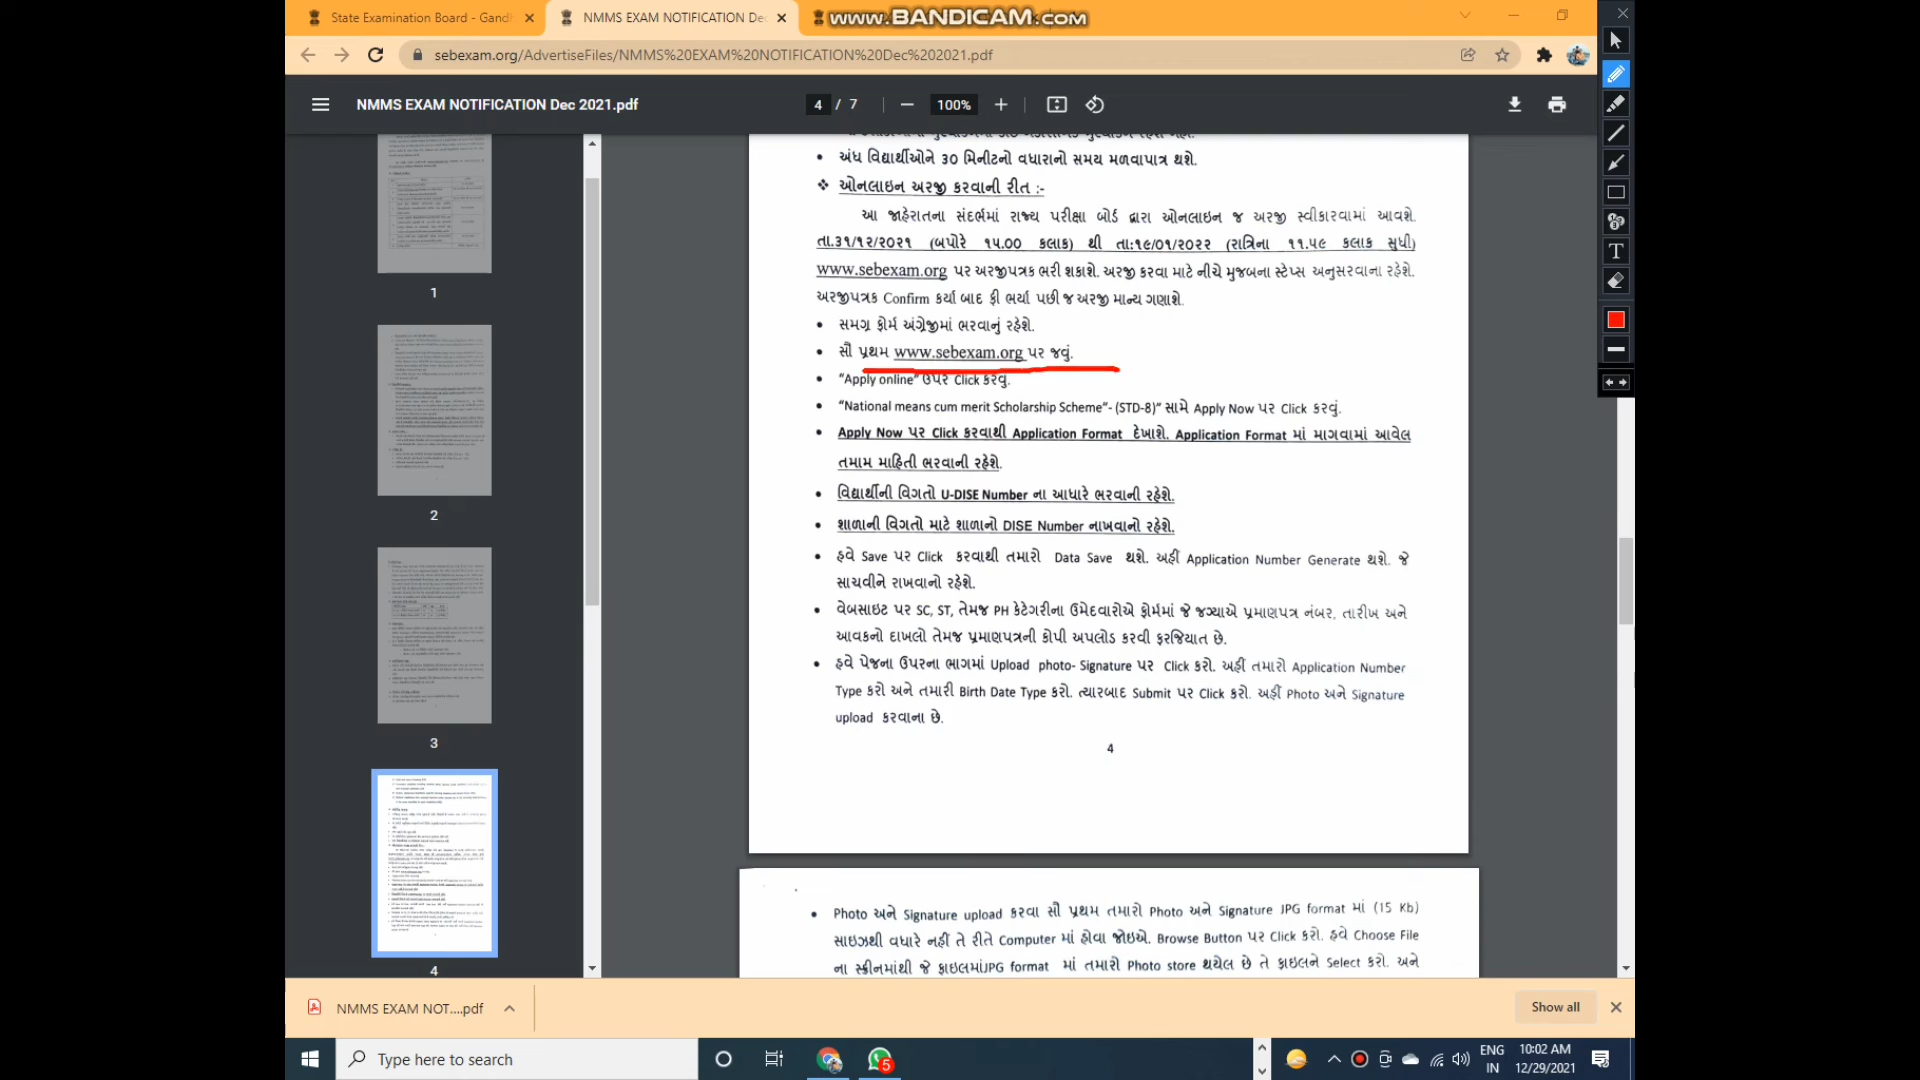 State Examination Board - Gandh
NMMS EXAM NOTIFICATION Dec
www.BANDICAM.com
sebexam.org/AdvertiseFiles/NMMS%20EXAM%20NOTIFICATION%20Dec%202021.pdf
NMMS EXAM NOTIFICATION Dec 2021.pdf
4 / 7
100%
1
2
3
4
અંધ વિદ્યાર્થીઓને 30 મિનીટનો વધારાનો સમય મળવાપાત્ર થશે.
ઓનલાઇન અરજી કરવાની રીત :-
આ જાહેરાતના સંદર્ભમાં રાજ્ય પરીક્ષા બોર્ડ દ્વારા ઓનલાઇન જ અરજી સ્વીકારવામાં આવશે.
તા.૩૧/૧૨/૨૦૨૧ (બપોરે ૧૫.00 કલાક) થી તા:૧૯/૦૧/૨૦૨૨ (રાત્રિના ૧૧.૫૯ કલાક સુધી)
www.sebexam.org પર અરજીપત્રક ભરી શકાશે. અરજી કરવા માટે નીચે મુજબના સ્ટેપ્સ અનુસરવાના રહેશે.
અરજીપત્રક Confirm કર્યા બાદ ફી ભર્યા પછી જ અરજી માન્ય ગણાશે.
• સમગ્ર ફોર્મ અંગ્રેજીમાં ભરવાનું રહેશે.
• સૌ પ્રથમ www.sebexam.org પર જવું.
• "Apply online" ઉપર Click કરવુ.
• "National means cum merit Scholarship Scheme"- (STD-8)" સામે Apply Now પર Click કરવું.
• Apply Now પર Click કરવાથી Application Format દેખાશે. Application Format માં માગવામાં આવેલ
તમામ માહિતી ભરવાની રહેશે.
• વિદ્યાર્થીની વિગતો U-DISE Number ના આધારે ભરવાની રહેશે.
• શાળાની વિગતો માટે શાળાનો DISE Number નાખવાનો રહેશે.
• હવે Save પર Click કરવાથી તમારો Data Save થશે. અહીં Application Number Generate થશે. જે
સાચવીને રાખવાનો રહેશે.
• વેબસાઇટ પર SC, ST, તેમજ PH કેટેગરીના ઉમેદવારોએ ફોર્મમાં જે જગ્યાએ પ્રમાણપત્ર નંબર, તારીખ અને
આવકનો દાખલો તેમજ પ્રમાણપત્રની કોપી અપલોડ કરવી ફરજિયાત છે.
• હવે પેજના ઉપરના ભાગમાં Upload photo- Signature પર Click કરો. અહીં તમારો Application Number
Type કરો અને તમારી Birth Date Type કરો. ત્યારબાદ Submit પર Click કરો. અહીં Photo અને Signature
upload કરવાના છે.
4
• Photo અને Signature upload કરવા સૌ પ્રથમ તમારો Photo અને Signature JPG format માં (15 Kb)
સાઇઝથી વધારે નહીં તે રીતે Computer માં હોવા જોઇએ. Browse Button પર Click કરો. હવે Choose File
ના સ્ક્રીનમાંથી જે ફાઇલમાંJPG format માં તમારો Photo store થયેલ છે તે ફાઇલને Select કરો. અને
NMMS EXAM NOT....pdf
Show all
Type here to search
5
ENG
IN
10:02 AM
12/29/2021